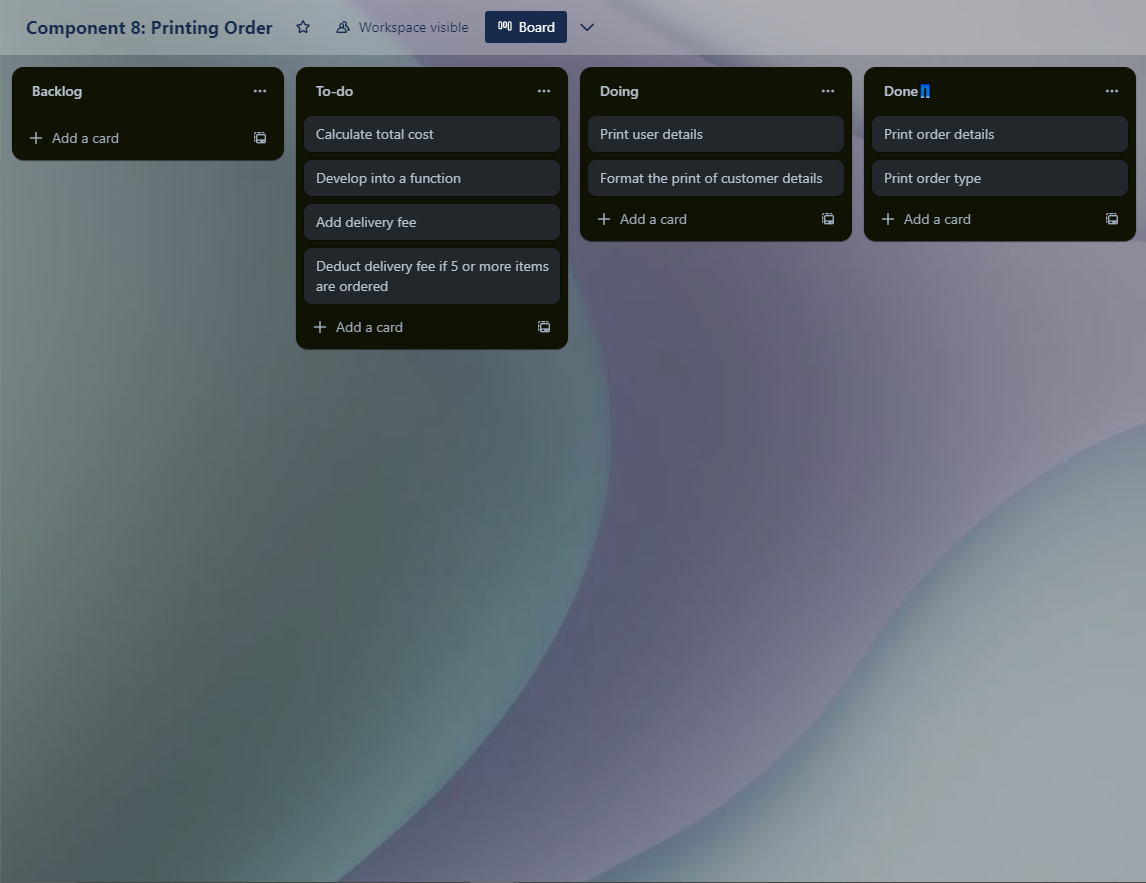 Component 8: Printing Order
Workspace visible
Board
Backlog
Add a card
To-do
Calculate total cost
Develop into a function
Add delivery fee
Deduct delivery fee if 5 or more items
are ordered
Add a card
Doing
Print user details
Format the print of customer details
Add a card
Done👖
Print order details
Print order type
Add a card